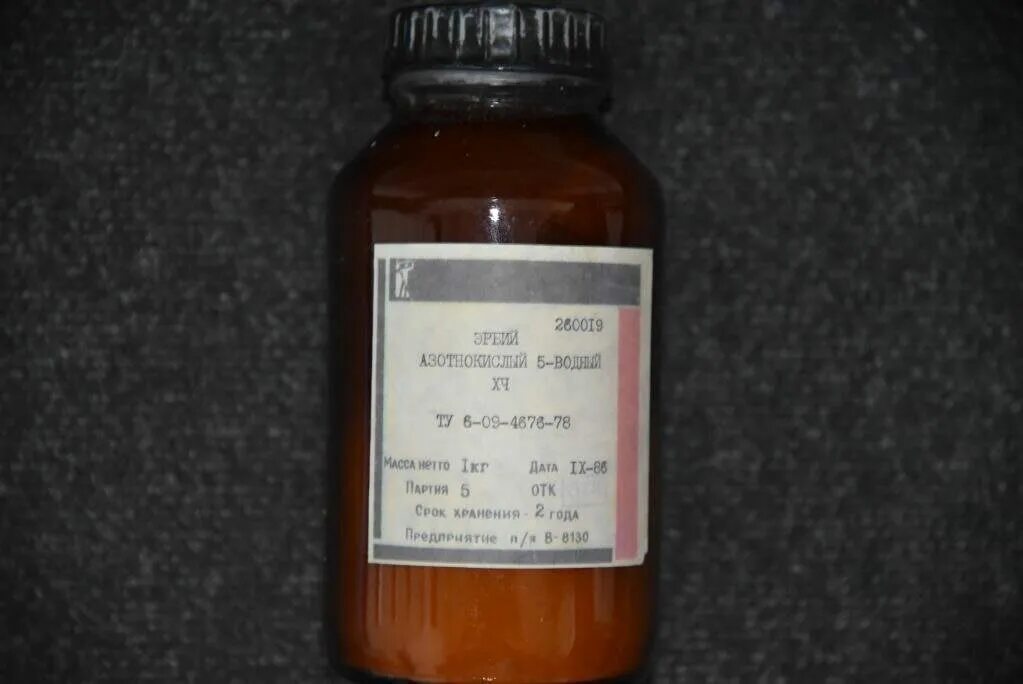 260019
ЭРБИЙ
АЗОТНОКИСЛЫЙ 5-ВОДНЫЙ
ХЧ
ТУ 6-09-4676-78
МАССА НЕТТО 1кг ДАТА IX-86
ПАРТИЯ 5 ОТК
СРОК ХРАНЕНИЯ - 2 ГОДА
ПРЕДПРИЯТИЕ п/я В-8130